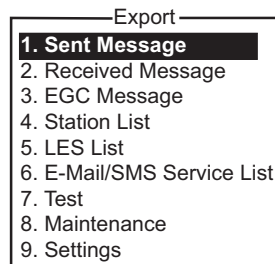 Export
1. Sent Message
2. Received Message
3. EGC Message
4. Station List
5. LES List
6. E-Mail/SMS Service List
7. Test
8. Maintenance
9. Settings